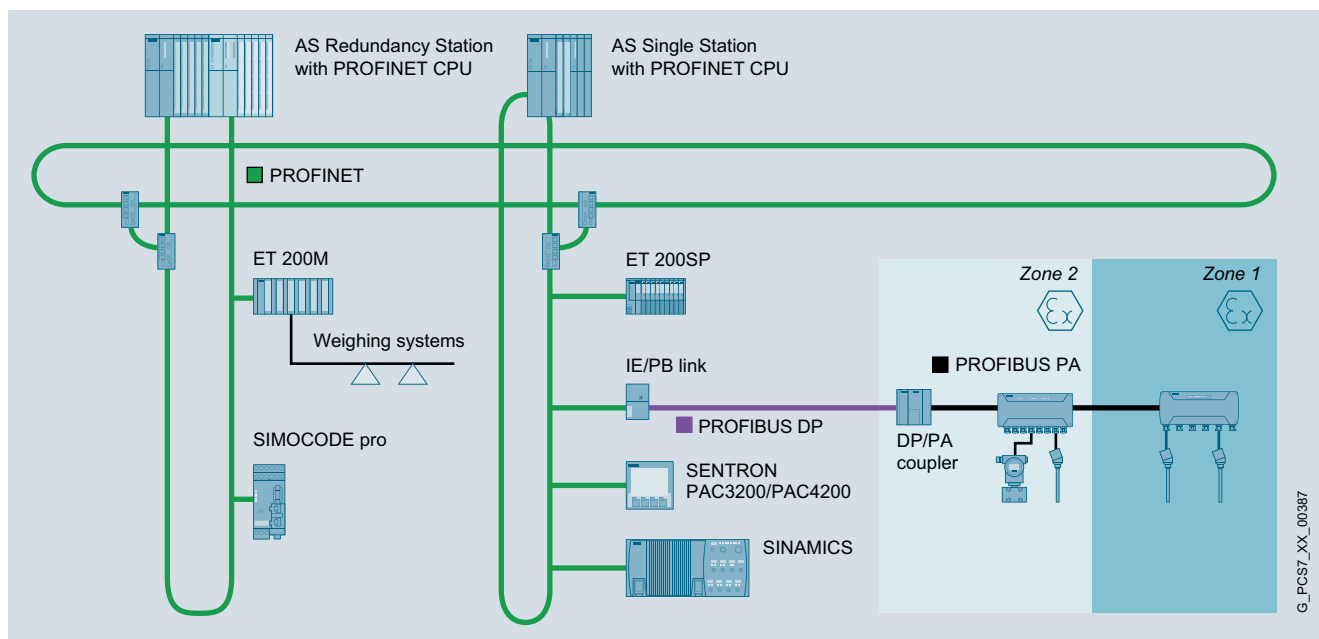 AS Redundancy Station
with PROFINET CPU
AS Single Station
with PROFINET CPU
PROFINET
ET 200M
Weighing systems
SIMOCODE pro
ET 200SP
IE/PB link
PROFIBUS DP
SENTRON
PAC3200/PAC4200
SINAMICS
Zone 2
Ex
Zone 1
Ex
PROFIBUS PA
DP/PA
coupler
G_PCS7_XX_00387